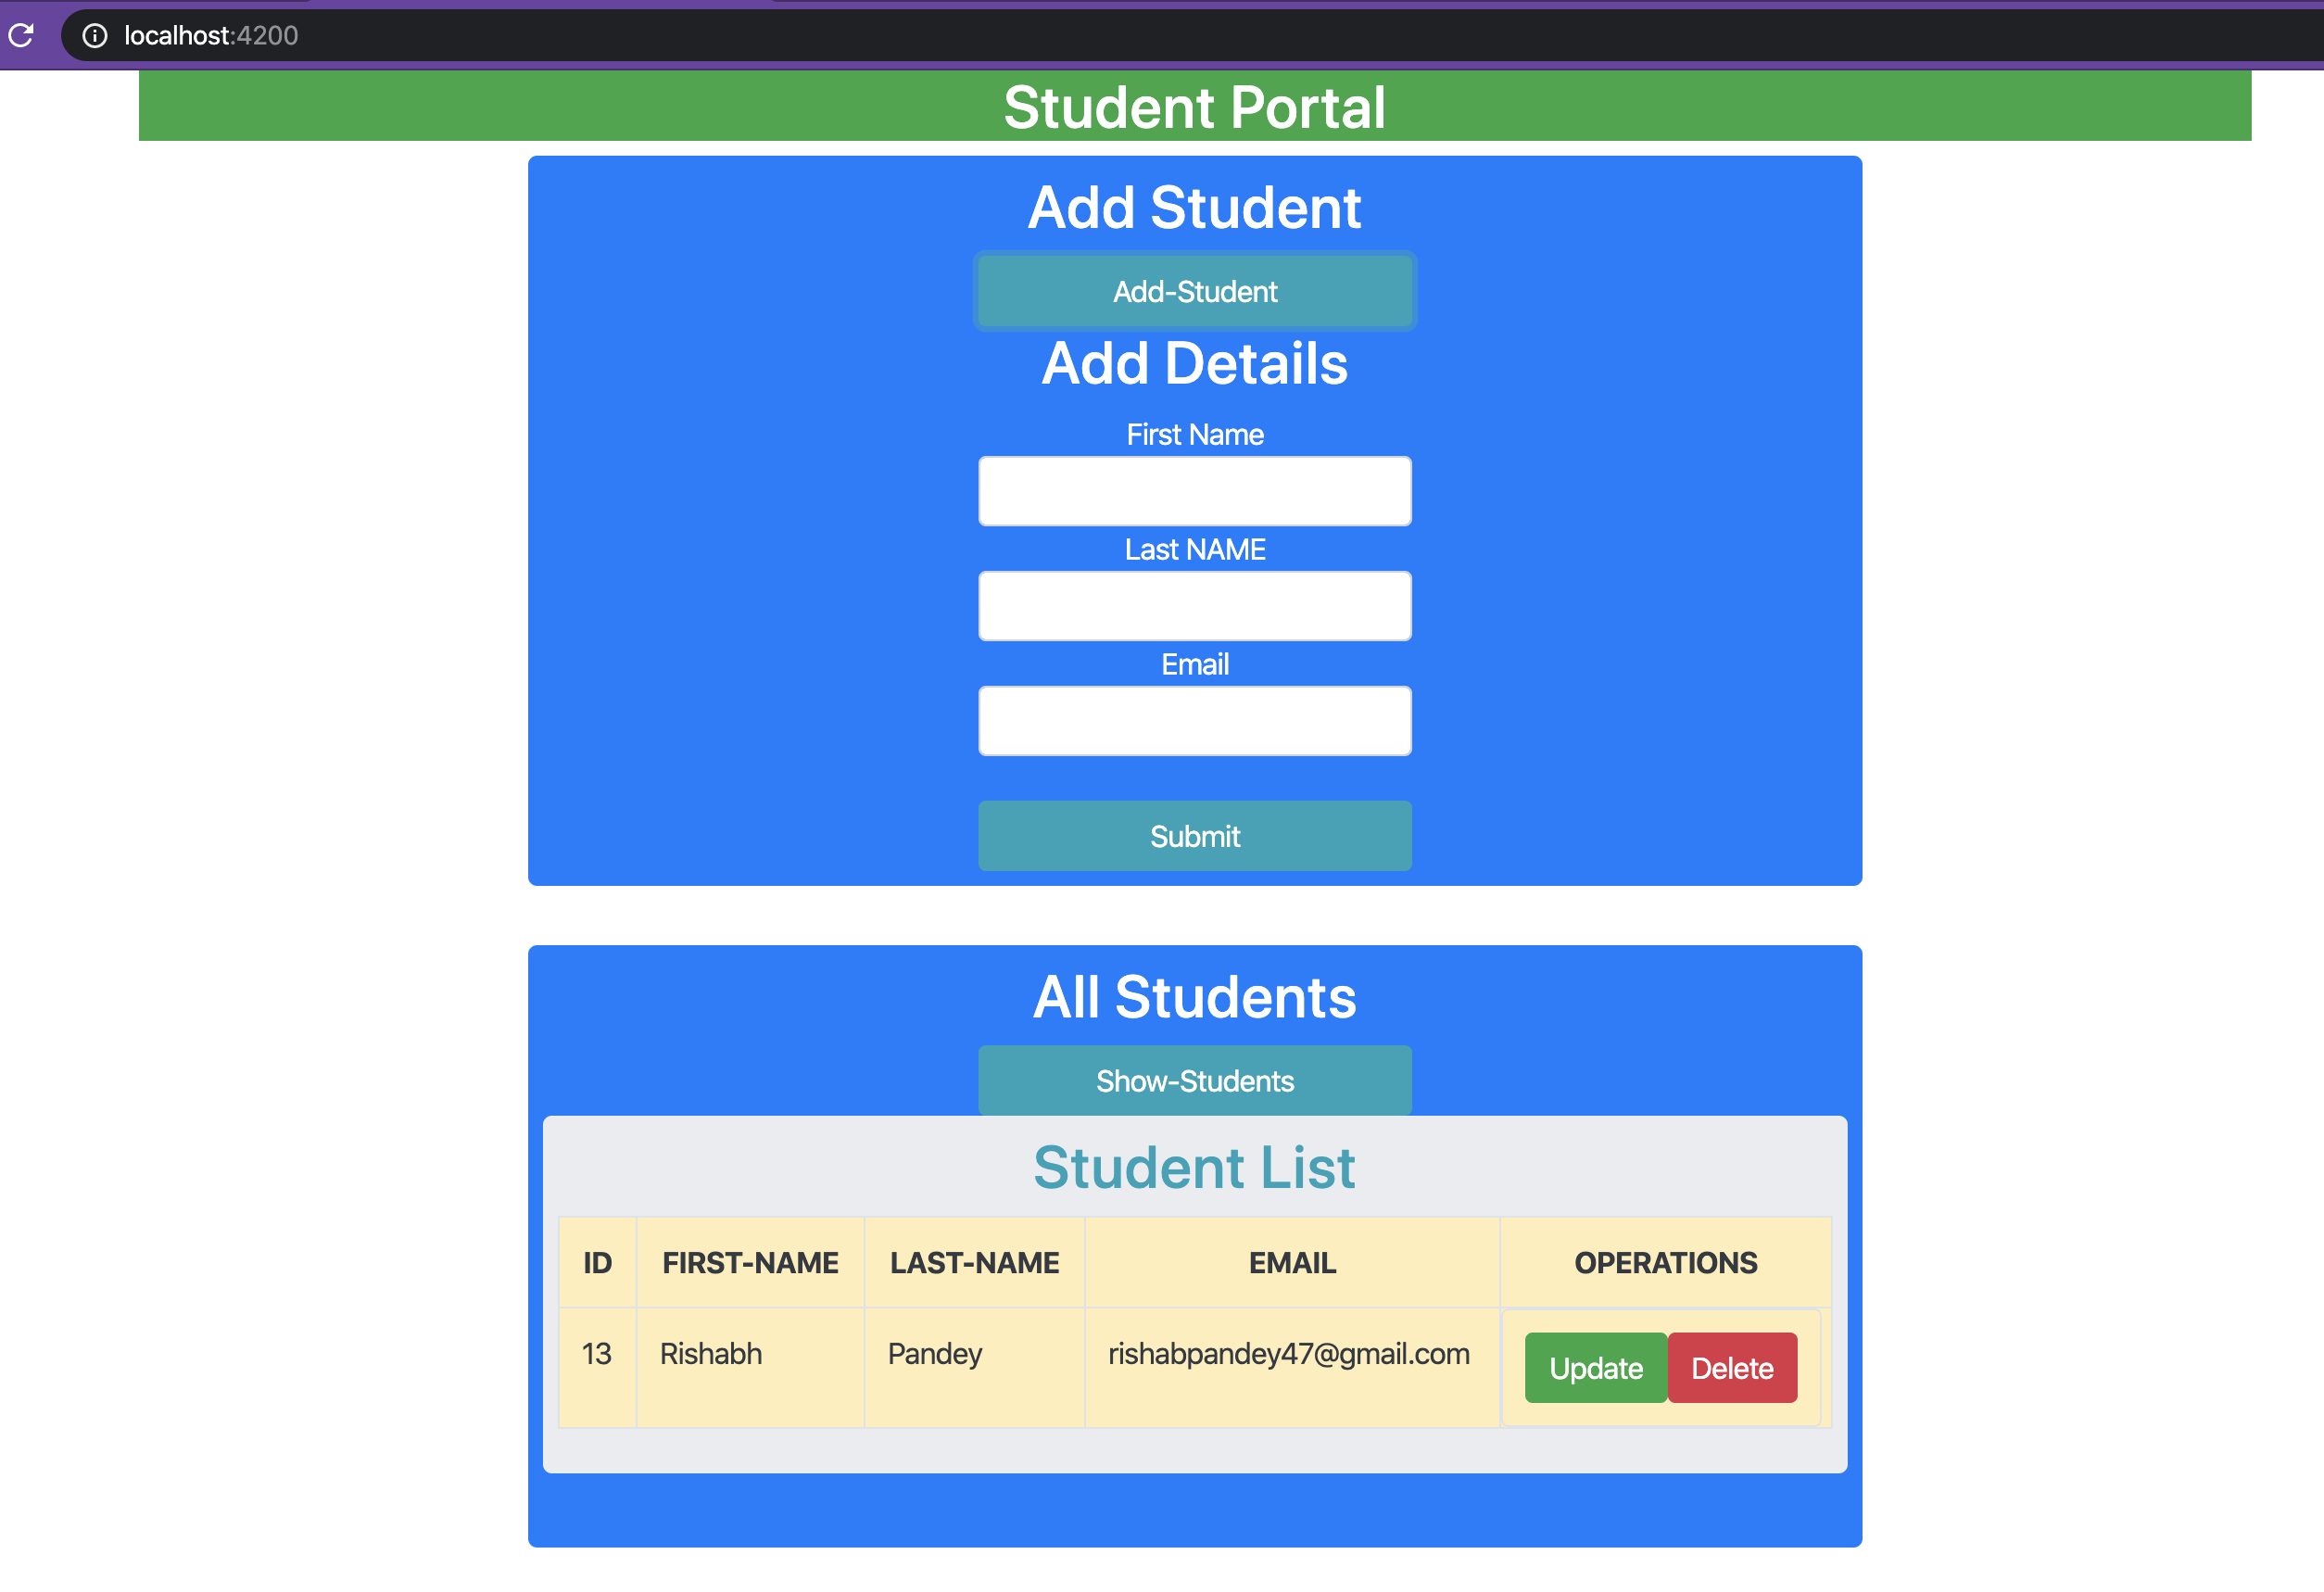 localhost:4200
Student Portal
Add Student
Add-Student
Add Details
First Name
Last NAME
Email
Submit
All Students
Show-Students
Student List
ID FIRST-NAME LAST-NAME EMAIL OPERATIONS
13 Rishabh Pandey rishabpandey47@gmail.com Update Delete